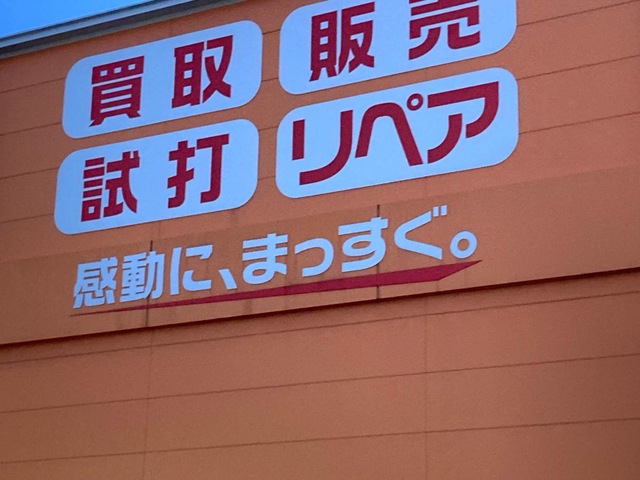 買取 販売
試打 リペア
感動に、まっすぐ。